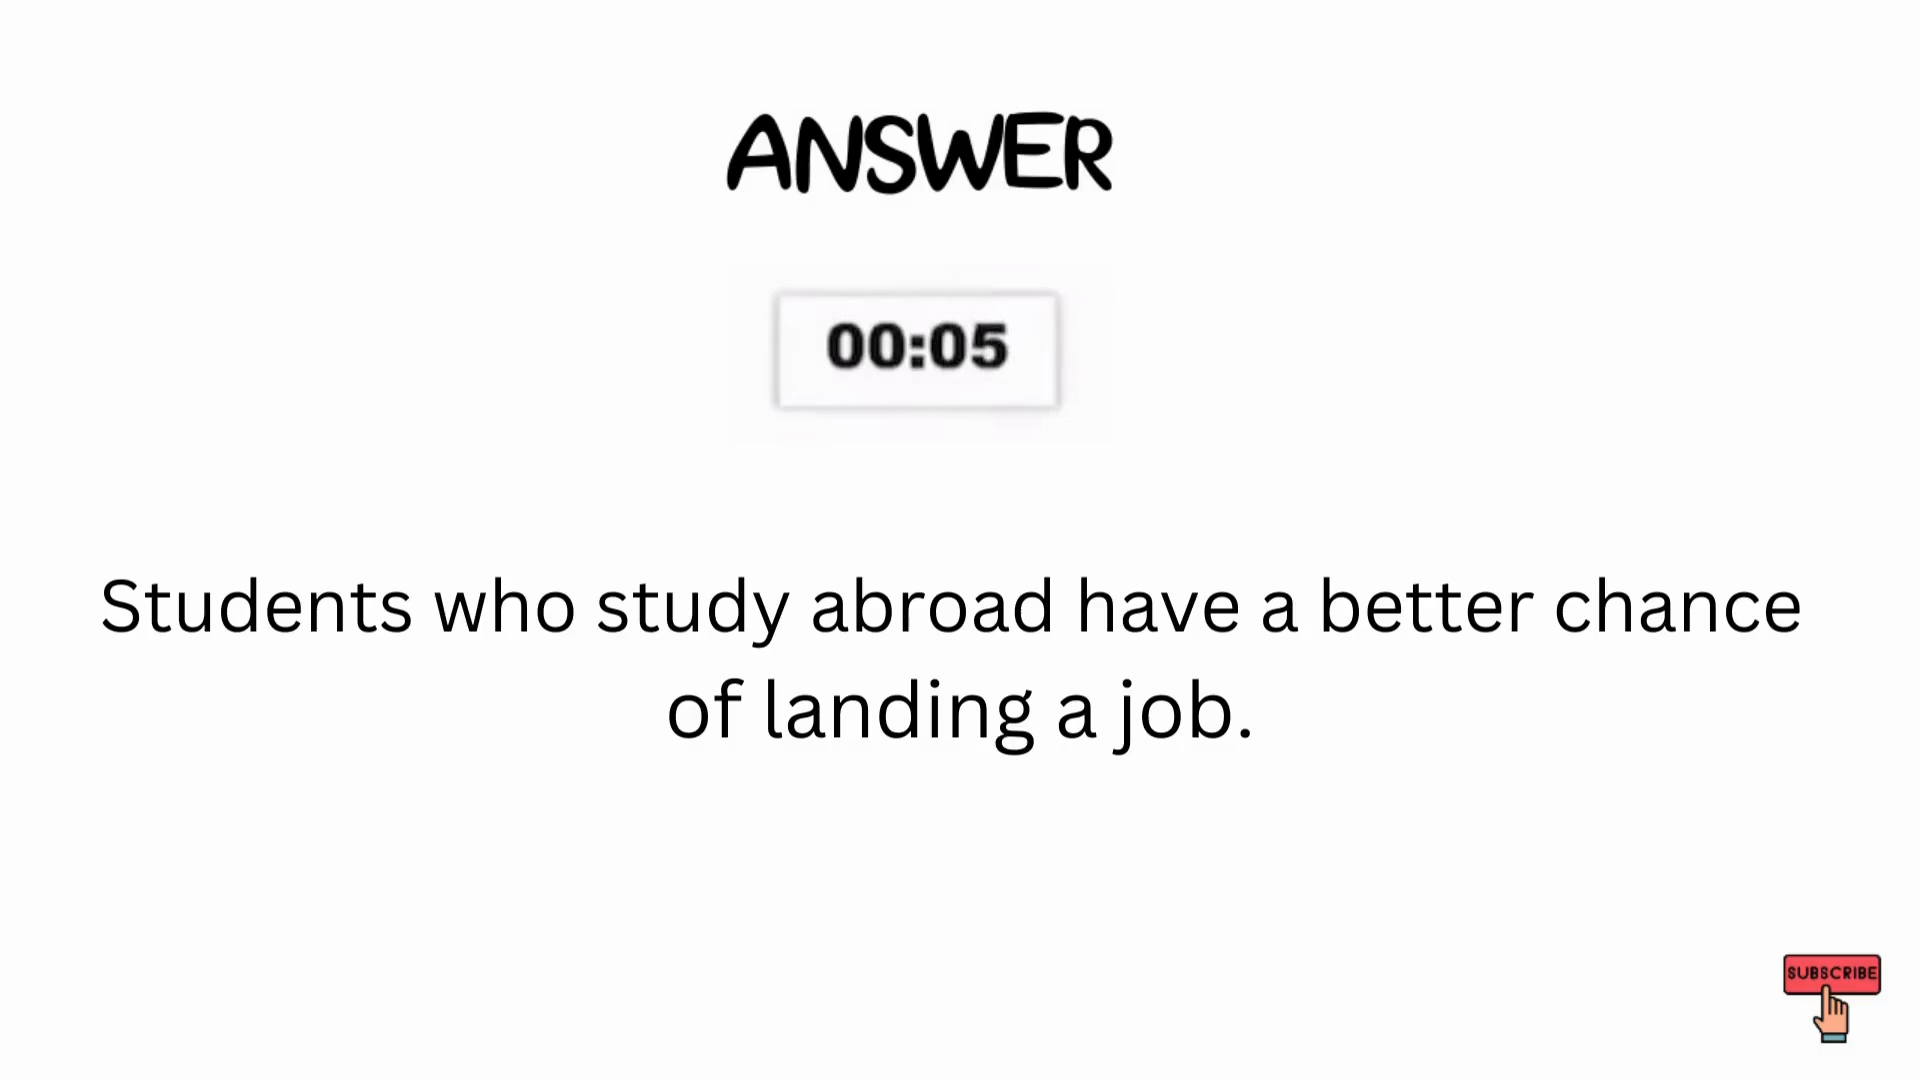 ANSWER
00:05
Students who study abroad have a better chance
of landing a job.
SUBSCRIBE